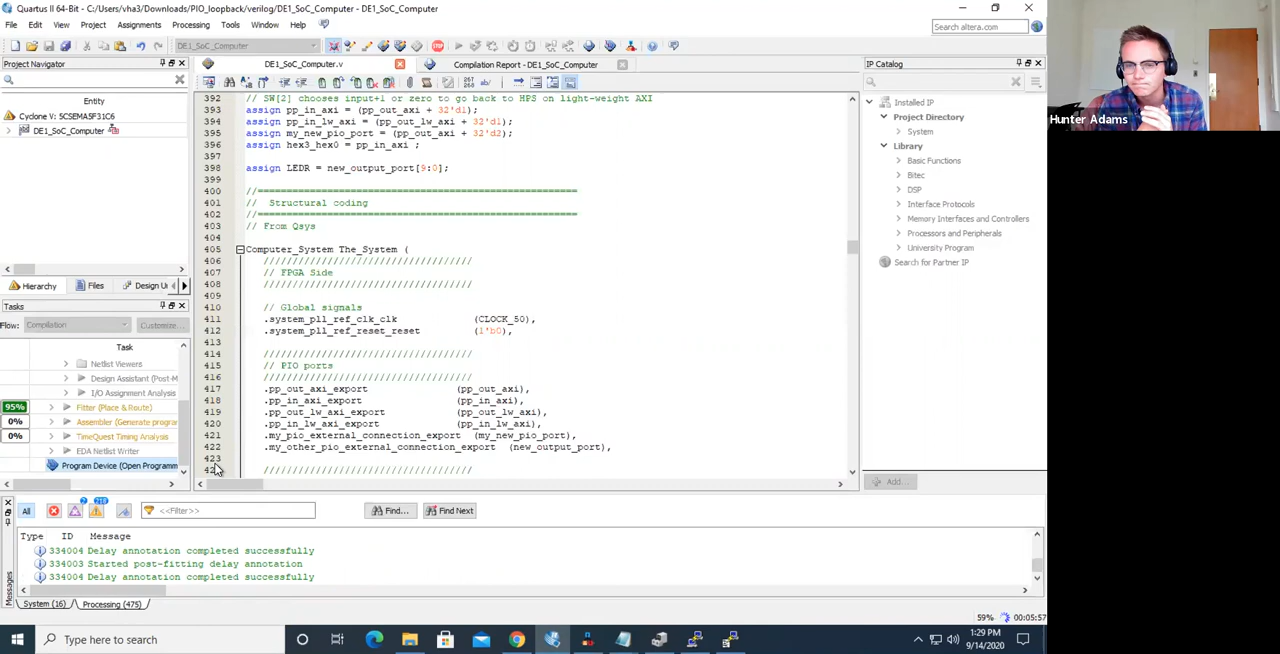 Quartus II 64-Bit - C:/Users/vha3/Downloads/PIO_loopback/verilog/DE1_SoC_Computer - DE1_SoC_Computer
File Edit View Project Assignments Processing Tools Window Help
Search altera.com
DE1_SoC_Computer
Project Navigator
DE1_SoC_Computer.v
Compilation Report - DE1_SoC_Computer
IP Catalog
Entity
Cyclone V: 5CSEMA5F31C6
DE1_SoC_Computer
Hierarchy Files Design Un
Tasks
Flow: Compilation Customize...
Task
Netlist Viewers
Design Assistant (Post-M
I/O Assignment Analysis
95% Fitter (Place & Route)
0% Assembler (Generate program
0% TimeQuest Timing Analysis
EDA Netlist Writer
Program Device (Open Programm
392 // SW[2] chooses input+1 or zero to go back to HPS on light-weight AXI
393 assign pp_in_axi = (pp_out_axi + 32'd1);
394 assign pp_in_lw_axi = (pp_out_lw_axi + 32'd1);
395 assign my_new_pio_port = (pp_out_axi + 32'd2);
396 assign hex3_hex0 = pp_in_axi ;
397
398 assign LEDR = new_output_port[9:0];
399
400 //=======================================================
401 //  Structural coding
402 //=======================================================
403 // From Qsys
404
405 Computer_System The_System (
406 ////////////////////////////////////
407 // FPGA Side
408 ////////////////////////////////////
409
410 // Global signals
411 .system_pll_ref_clk_clk (CLOCK_50),
412 .system_pll_ref_reset_reset (1'b0),
413
414 ////////////////////////////////////
415 // PIO ports
416 ////////////////////////////////////
417 .pp_out_axi_export (pp_out_axi),
418 .pp_in_axi_export (pp_in_axi),
419 .pp_out_lw_axi_export (pp_out_lw_axi),
420 .pp_in_lw_axi_export (pp_in_lw_axi),
421 .my_pio_external_connection_export (my_new_pio_port),
422 .my_other_pio_external_connection_export (new_output_port),
423
////////////////////////////////////
Installed IP
Project Directory
System
Library
Basic Functions
Bitec
DSP
Interface Protocols
Memory Interfaces and Controllers
Processors and Peripherals
University Program
Search for Partner IP
Add...
Hunter Adams
All
<<Filter>>
Find... Find Next
Type ID Message
334004 Delay annotation completed successfully
334003 Started post-fitting delay annotation
334004 Delay annotation completed successfully
Messages
System (16) Processing (475)
59% 00:05:57
Type here to search
1:29 PM
9/14/2020